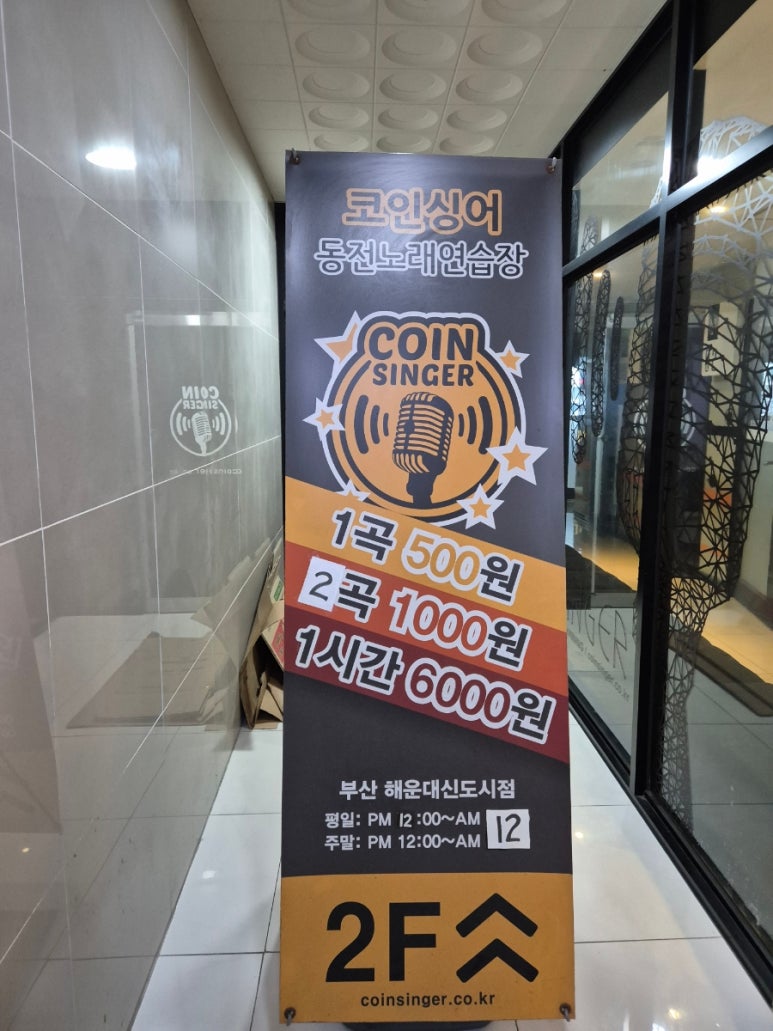 코인싱어
동전노래연습장
COIN
SINGER
1곡 500원
2곡 1000원
1시간 6000원
부산 해운대신도시점
평일: PM 12:00~AM 12
주말: PM 12:00~AM
2F
coinsinger.co.kr
COIN
SINGER